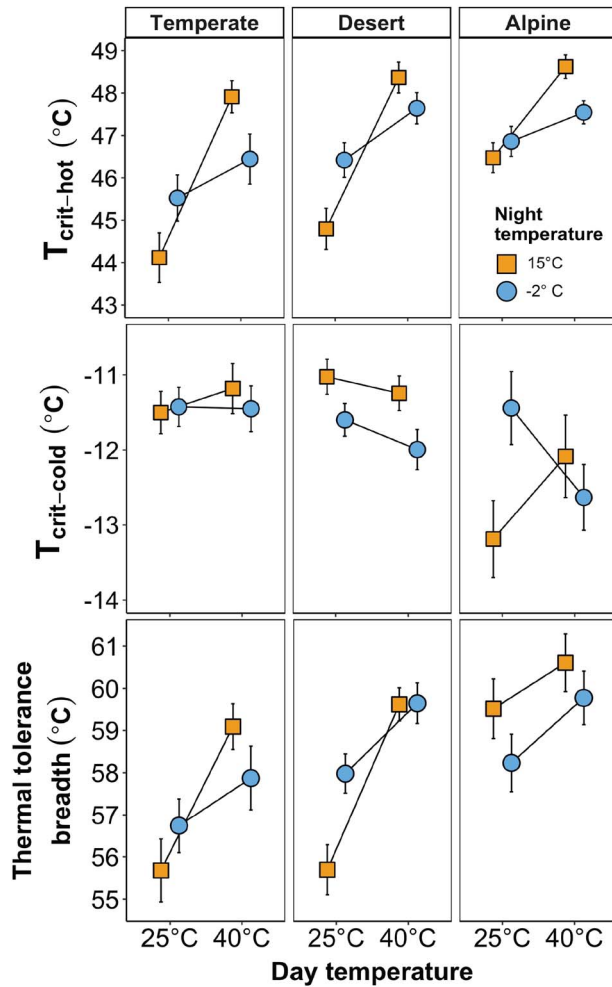 Temperate Desert Alpine
T crit−hot (°C)
49
48
47
46
45
44
43
Night
temperature
15°C
-2° C
T crit−cold (°C)
-11
-12
-13
-14
Thermal tolerance
breadth (°C)
61
60
59
58
57
56
55
25°C 40°C 25°C 40°C 25°C 40°C
Day temperature